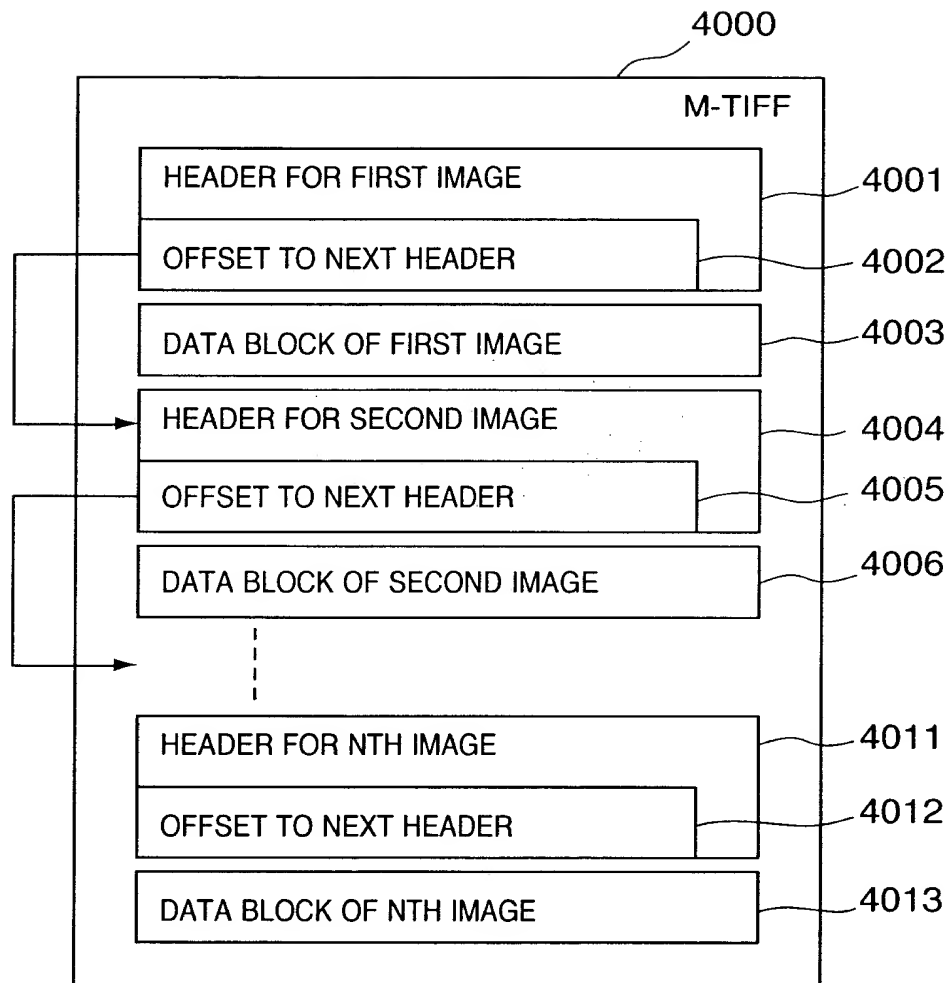 4000
M-TIFF
HEADER FOR FIRST IMAGE
4001
OFFSET TO NEXT HEADER
4002
DATA BLOCK OF FIRST IMAGE
4003
HEADER FOR SECOND IMAGE
4004
OFFSET TO NEXT HEADER
4005
DATA BLOCK OF SECOND IMAGE
4006
HEADER FOR NTH IMAGE
4011
OFFSET TO NEXT HEADER
4012
DATA BLOCK OF NTH IMAGE
4013